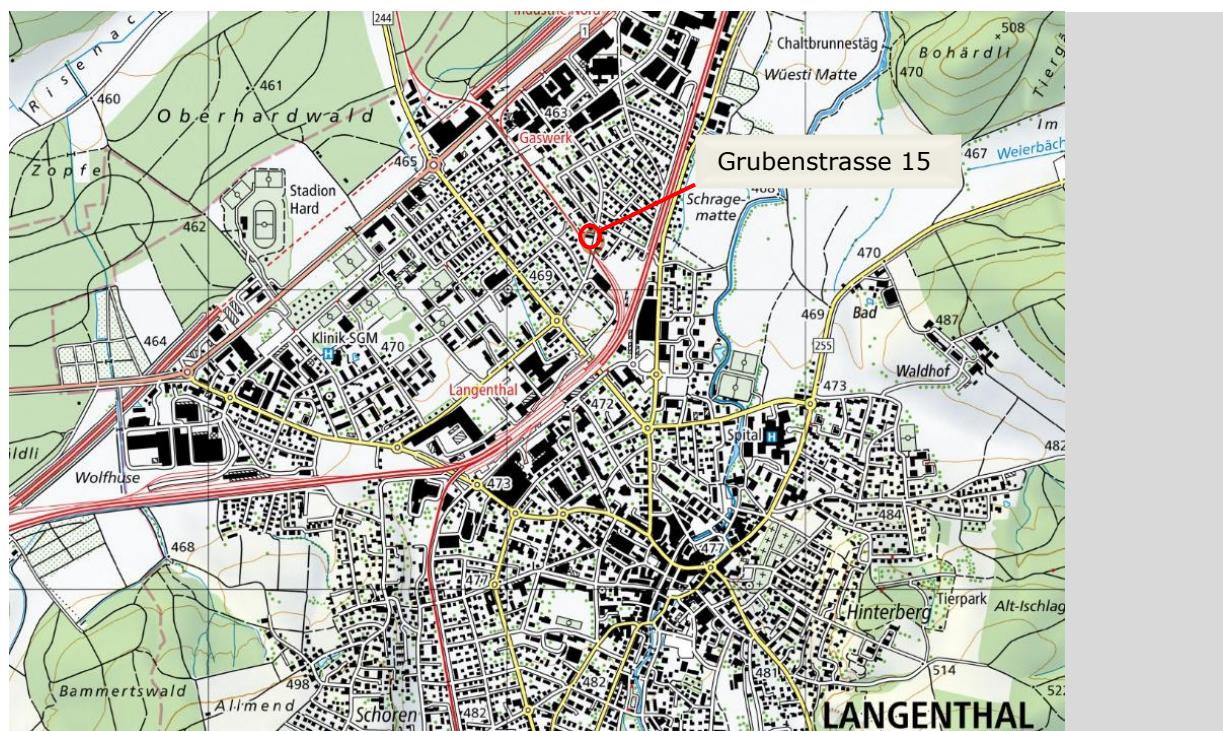 Industrie Nord
244
1
508
Chaltbrunnestäg
Bohärdli
Wüesti Matte
470
Risenac
461
460
463
Oberhardwald
Gaswerk
Im
467
Weierbäch
Zopfe
465
Grubenstrasse 15
468
Stadion
Hard
Schrage-
matte
462
470
469
469
Bad
487
464
Klinik SGM
470
255
Waldhof
Langenthal
473
472
Spital
482
Wolfhuse
473
484
468
477
477
Tierpark
Hinterberg
Alt-Ischlag
498
514
Bammertswald
482
481
Allmend
Schoren
482
LANGENTHAL